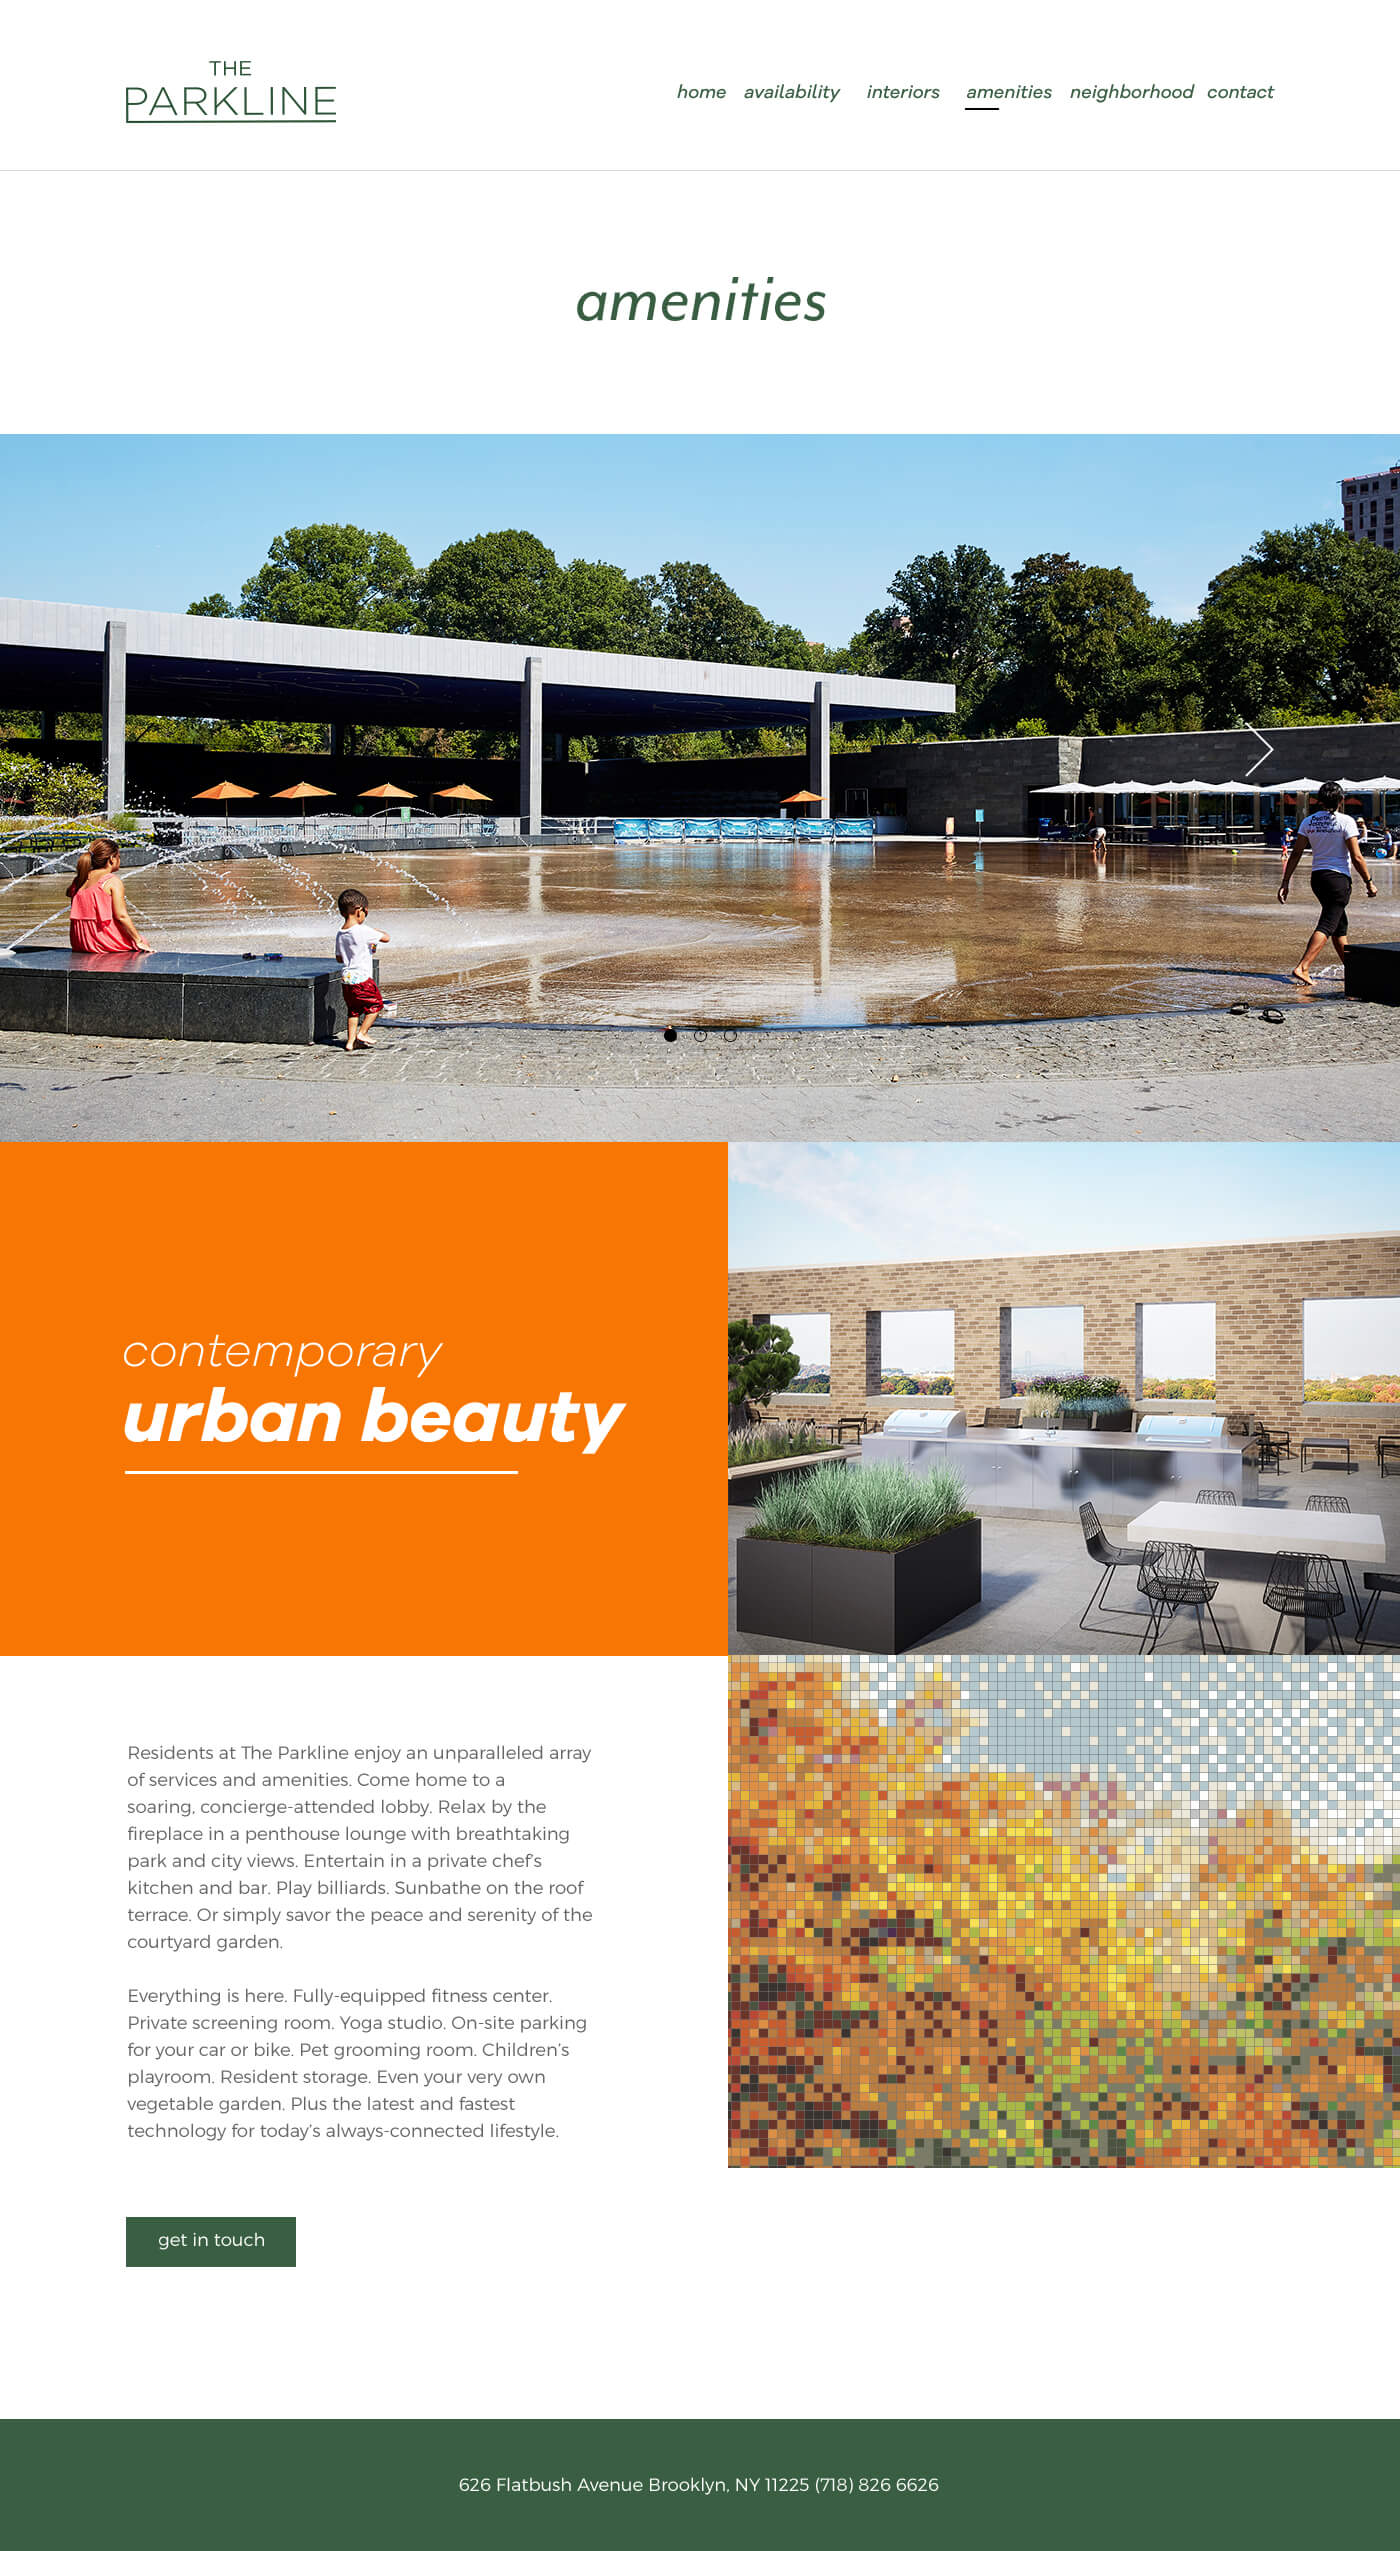 THE
PARKLINE
home availability interiors amenities neighborhood contact
amenities
contemporary
urban beauty
Residents at The Parkline enjoy an unparalleled array
of services and amenities. Come home to a
soaring, concierge-attended lobby. Relax by the
fireplace in a penthouse lounge with breathtaking
park and city views. Entertain in a private chef’s
kitchen and bar. Play billiards. Sunbathe on the roof
terrace. Or simply savor the peace and serenity of the
courtyard garden.
Everything is here. Fully-equipped fitness center.
Private screening room. Yoga studio. On-site parking
for your car or bike. Pet grooming room. Children’s
playroom. Resident storage. Even your very own
vegetable garden. Plus the latest and fastest
technology for today’s always-connected lifestyle.
get in touch
626 Flatbush Avenue Brooklyn, NY 11225 (718) 826 6626